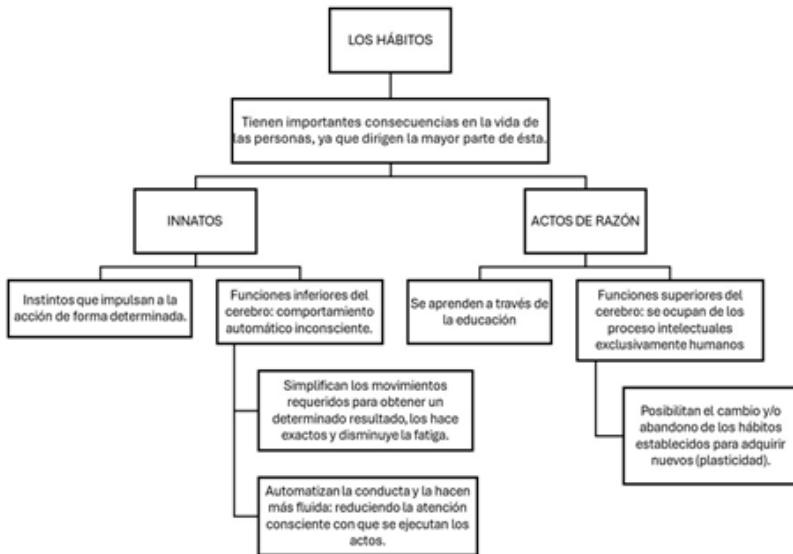 LOS HÁBITOS
Tienen importantes consecuencias en la vida de
las personas, ya que dirigen la mayor parte de ésta.
INNATOS
ACTOS DE RAZÓN
Instintos que impulsan a la
acción de forma determinada.
Funciones inferiores del
cerebro: comportamiento
automático inconsciente.
Se aprenden a través de
la educación
Funciones superiores del
cerebro: se ocupan de los
proceso intelectuales
exclusivamente humanos
Simplifican los movimientos
requeridos para obtener un
determinado resultado, los hace
exactos y disminuye la fatiga.
Posibilitan el cambio y/o
abandono de los hábitos
establecidos para adquirir
nuevos (plasticidad).
Automatizan la conducta y la hacen
más fluida: reduciendo la atención
consciente con que se ejecutan los
actos.